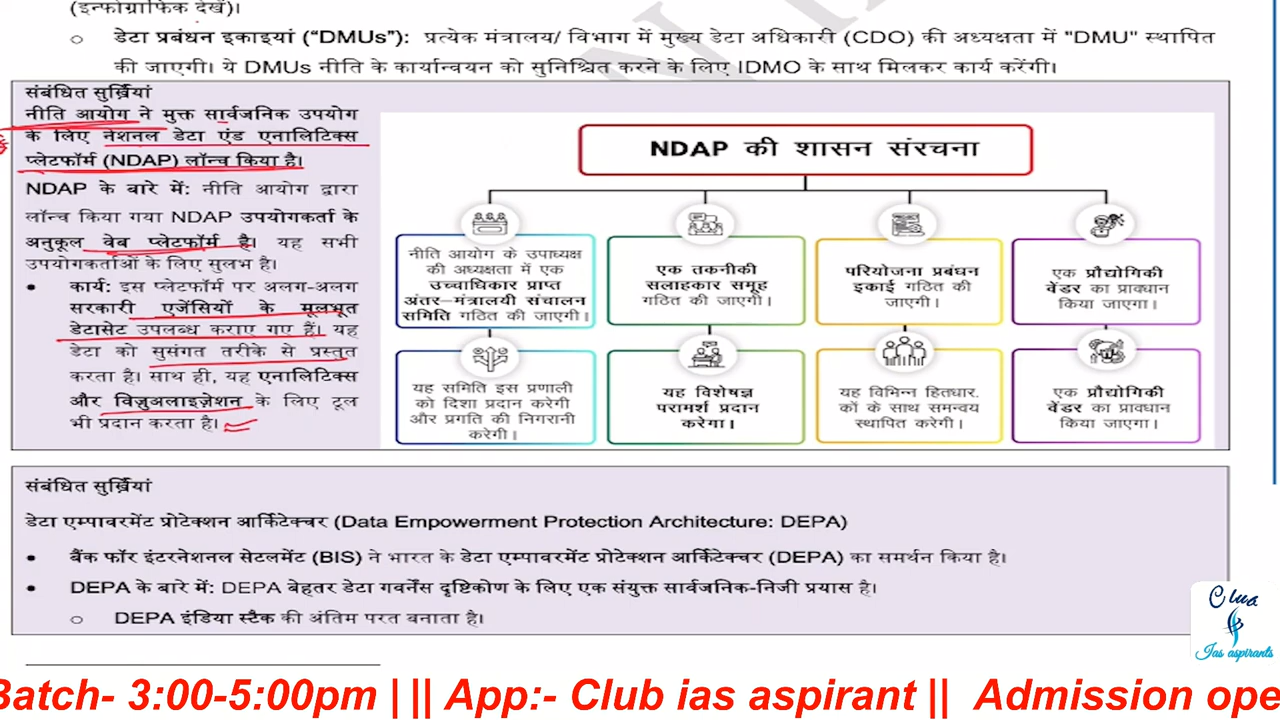 (इन्फोग्राफिक देखें)।
○ डेटा प्रबंधन इकाइयां (“DMUs”): प्रत्येक मंत्रालय/ विभाग में मुख्य डेटा अधिकारी (CDO) की अध्यक्षता में "DMU" स्थापित
की जाएगी। ये DMUs नीति के कार्यान्वयन को सुनिश्चित करने के लिए IDMO के साथ मिलकर कार्य करेंगी।
संबंधित सुर्ख़ियां
नीति आयोग ने मुक्त सार्वजनिक उपयोग
के लिए नेशनल डेटा एंड एनालिटिक्स
प्लेटफॉर्म (NDAP) लॉन्च किया है।
NDAP के बारे में: नीति आयोग द्वारा
लॉन्च किया गया NDAP उपयोगकर्ता के
अनुकूल वेब प्लेटफॉर्म है। यह सभी
उपयोगकर्ताओं के लिए सुलभ है।
• कार्य: इस प्लेटफॉर्म पर अलग-अलग
सरकारी एजेंसियों के मूलभूत
डेटासेट उपलब्ध कराए गए हैं। यह
डेटा को सुसंगत तरीके से प्रस्तुत
करता है। साथ ही, यह एनालिटिक्स
और विज़ुअलाइज़ेशन के लिए टूल
भी प्रदान करता है।
NDAP की शासन संरचना
नीति आयोग के उपाध्यक्ष
की अध्यक्षता में एक
उच्चाधिकार प्राप्त
अंतर–मंत्रालयी संचालन
समिति गठित की जाएगी।
एक तकनीकी
सलाहकार समूह
गठित की जाएगी।
परियोजना प्रबंधन
इकाई गठित की
जाएगी।
एक प्रौद्योगिकी
वेंडर का प्रावधान
किया जाएगा।
यह समिति इस प्रणाली
को दिशा प्रदान करेगी
और प्रगति की निगरानी
करेगी।
यह विशेषज्ञ
परामर्श प्रदान
करेगा।
यह विभिन्न हितधार.
कों के साथ समन्वय
स्थापित करेगी।
एक प्रौद्योगिकी
वेंडर का प्रावधान
किया जाएगा।
संबंधित सुर्ख़ियां
डेटा एम्पावरमेंट प्रोटेक्शन आर्किटेक्चर (Data Empowerment Protection Architecture: DEPA)
• बैंक फॉर इंटरनेशनल सेटलमेंट (BIS) ने भारत के डेटा एम्पावरमेंट प्रोटेक्शन आर्किटेक्चर (DEPA) का समर्थन किया है।
• DEPA के बारे में: DEPA बेहतर डेटा गवर्नेंस दृष्टिकोण के लिए एक संयुक्त सार्वजनिक-निजी प्रयास है।
○ DEPA इंडिया स्टैक की अंतिम परत बनाता है।
Club
Ias aspirants
Batch- 3:00-5:00pm | || App:- Club ias aspirant || Admission ope